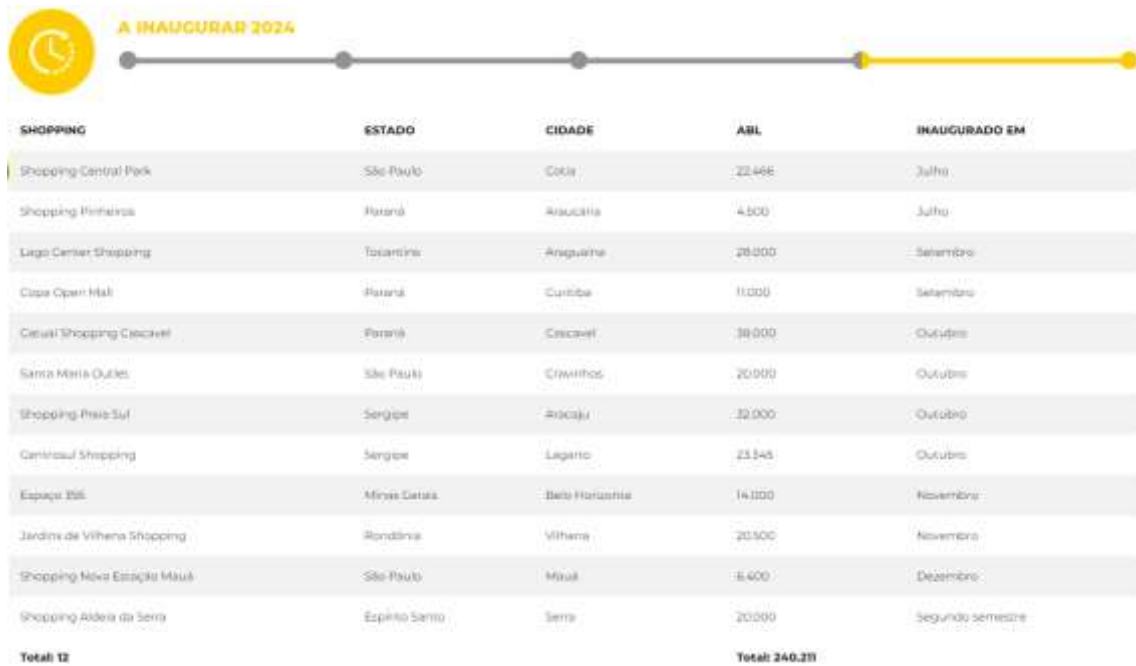 A INAUGURAR 2024
SHOPPING ESTADO CIDADE ABL INAUGURADO EM
Shopping Central Park São Paulo Cotia 22.466 Julho
Shopping Pinheiros Paraná Araucária 4.500 Julho
Lago Center Shopping Tocantins Araguaína 28.000 Setembro
Copa Open Mall Paraná Curitiba 11.000 Setembro
Catuaí Shopping Cascavel Paraná Cascavel 38.000 Outubro
Santa Maria Outlet São Paulo Cravinhos 20.000 Outubro
Shopping Praia Sul Sergipe Aracaju 32.000 Outubro
Centrosul Shopping Sergipe Lagarto 23.345 Outubro
Espaço 356 Minas Gerais Belo Horizonte 14.000 Novembro
Jardins de Vilhena Shopping Rondônia Vilhena 20.500 Novembro
Shopping Nova Estação Mauá São Paulo Mauá 6.400 Dezembro
Shopping Aldeia da Serra Espírito Santo Serra 20.000 Segundo semestre
Total: 12 Total: 240.211